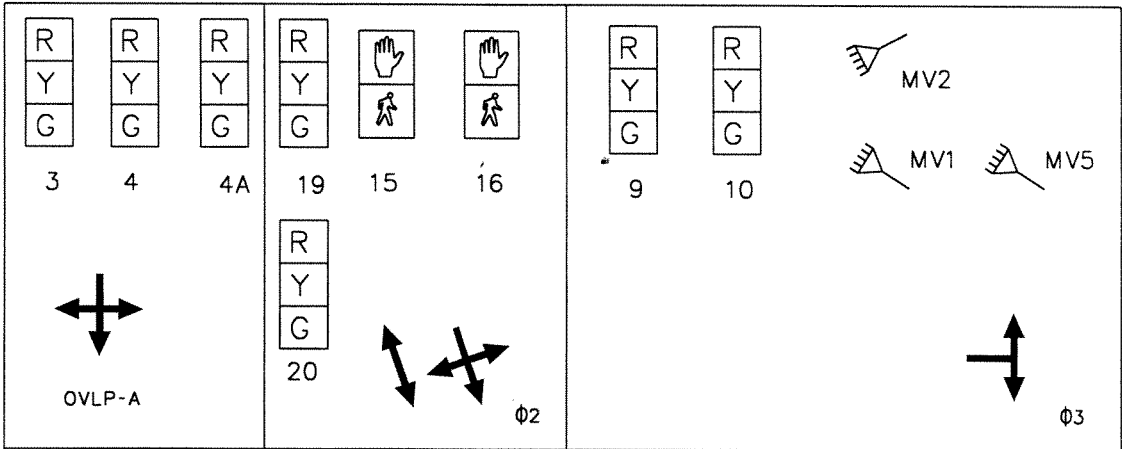 R R R R R R
Y Y Y Y Y Y
G G G G G G
MV2
MV1 MV5
3 4 4A 19 15 16 9 10
R
Y
G
20
OVLP-A
Φ2
Φ3